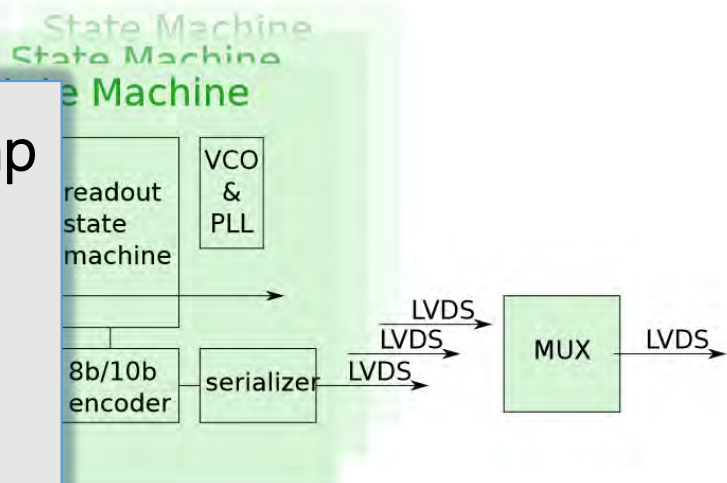 State Machine
State Machine
te Machine
p
VCO
&
PLL
readout
state
machine
LVDS
LVDS
LVDS
MUX
LVDS
8b/10b
encoder
serializer